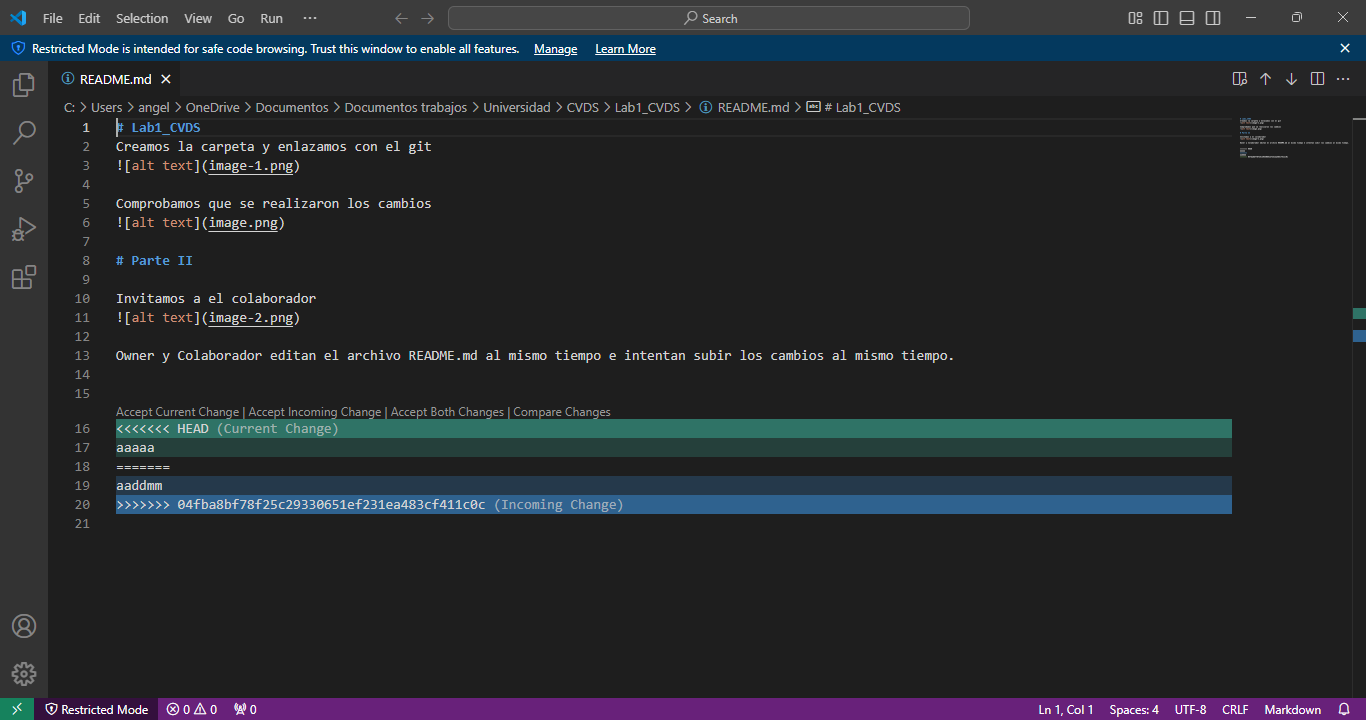 File Edit Selection View Go Run ···
Search
Restricted Mode is intended for safe code browsing. Trust this window to enable all features. Manage Learn More
README.md
C: > Users > angel > OneDrive > Documentos > Documentos trabajos > Universidad > CVDS > Lab1_CVDS > README.md > # Lab1_CVDS
1 # Lab1_CVDS
2 Creamos la carpeta y enlazamos con el git
3 ![alt text](image-1.png)
4
5 Comprobamos que se realizaron los cambios
6 ![alt text](image.png)
7
8 # Parte II
9
10 Invitamos a el colaborador
11 ![alt text](image-2.png)
12
13 Owner y Colaborador editan el archivo README.md al mismo tiempo e intentan subir los cambios al mismo tiempo.
14
15
Accept Current Change | Accept Incoming Change | Accept Both Changes | Compare Changes
16 <<<<<<< HEAD (Current Change)
17 aaaaa
18 =======
19 aaddmm
20 >>>>>>> 04fba8bf78f25c29330651ef231ea483cf411c0c (Incoming Change)
21
Restricted Mode 0 0 0 Ln 1, Col 1 Spaces: 4 UTF-8 CRLF Markdown